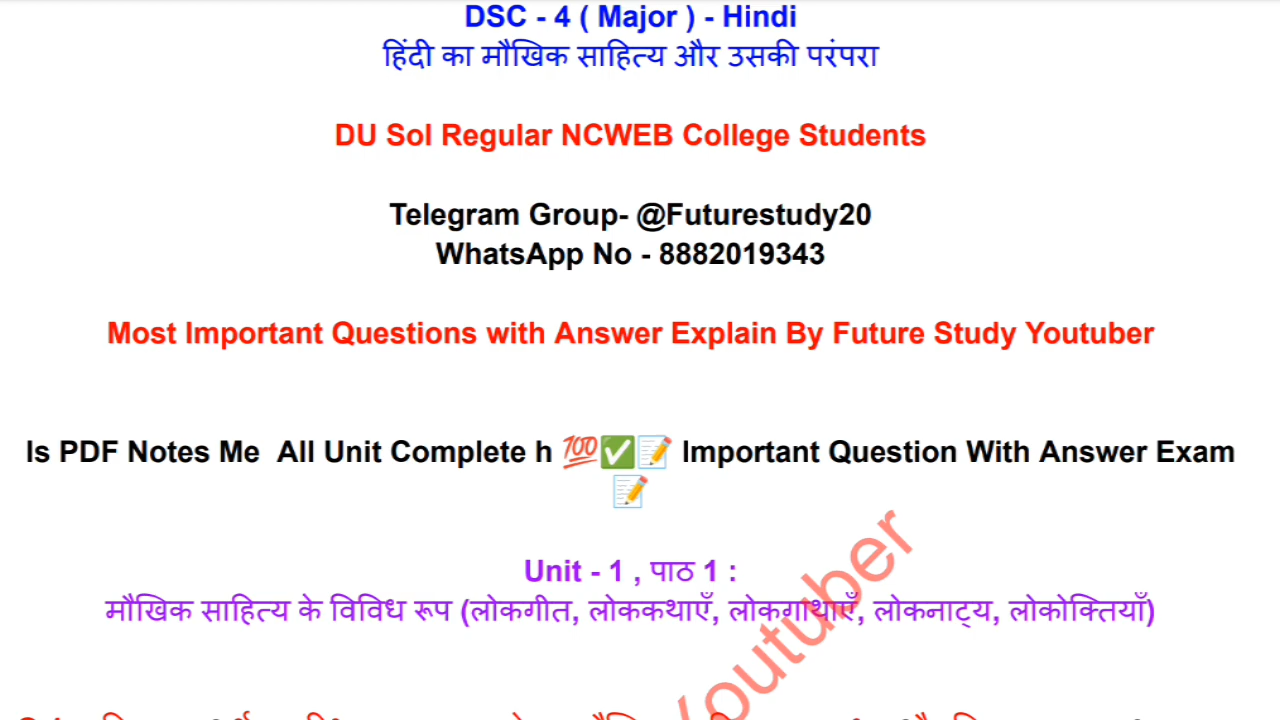 DSC - 4 ( Major ) - Hindi
हिंदी का मौखिक साहित्य और उसकी परंपरा
DU Sol Regular NCWEB College Students
Telegram Group- @Futurestudy20
WhatsApp No - 8882019343
Most Important Questions with Answer Explain By Future Study Youtuber
Is PDF Notes Me All Unit Complete h 💯✅📝 Important Question With Answer Exam
📝
Unit - 1 , पाठ 1 :
मौखिक साहित्य के विविध रूप (लोकगीत, लोककथाएँ, लोकगाथाएँ, लोकनाट्य, लोकोक्तियाँ)
Youtuber